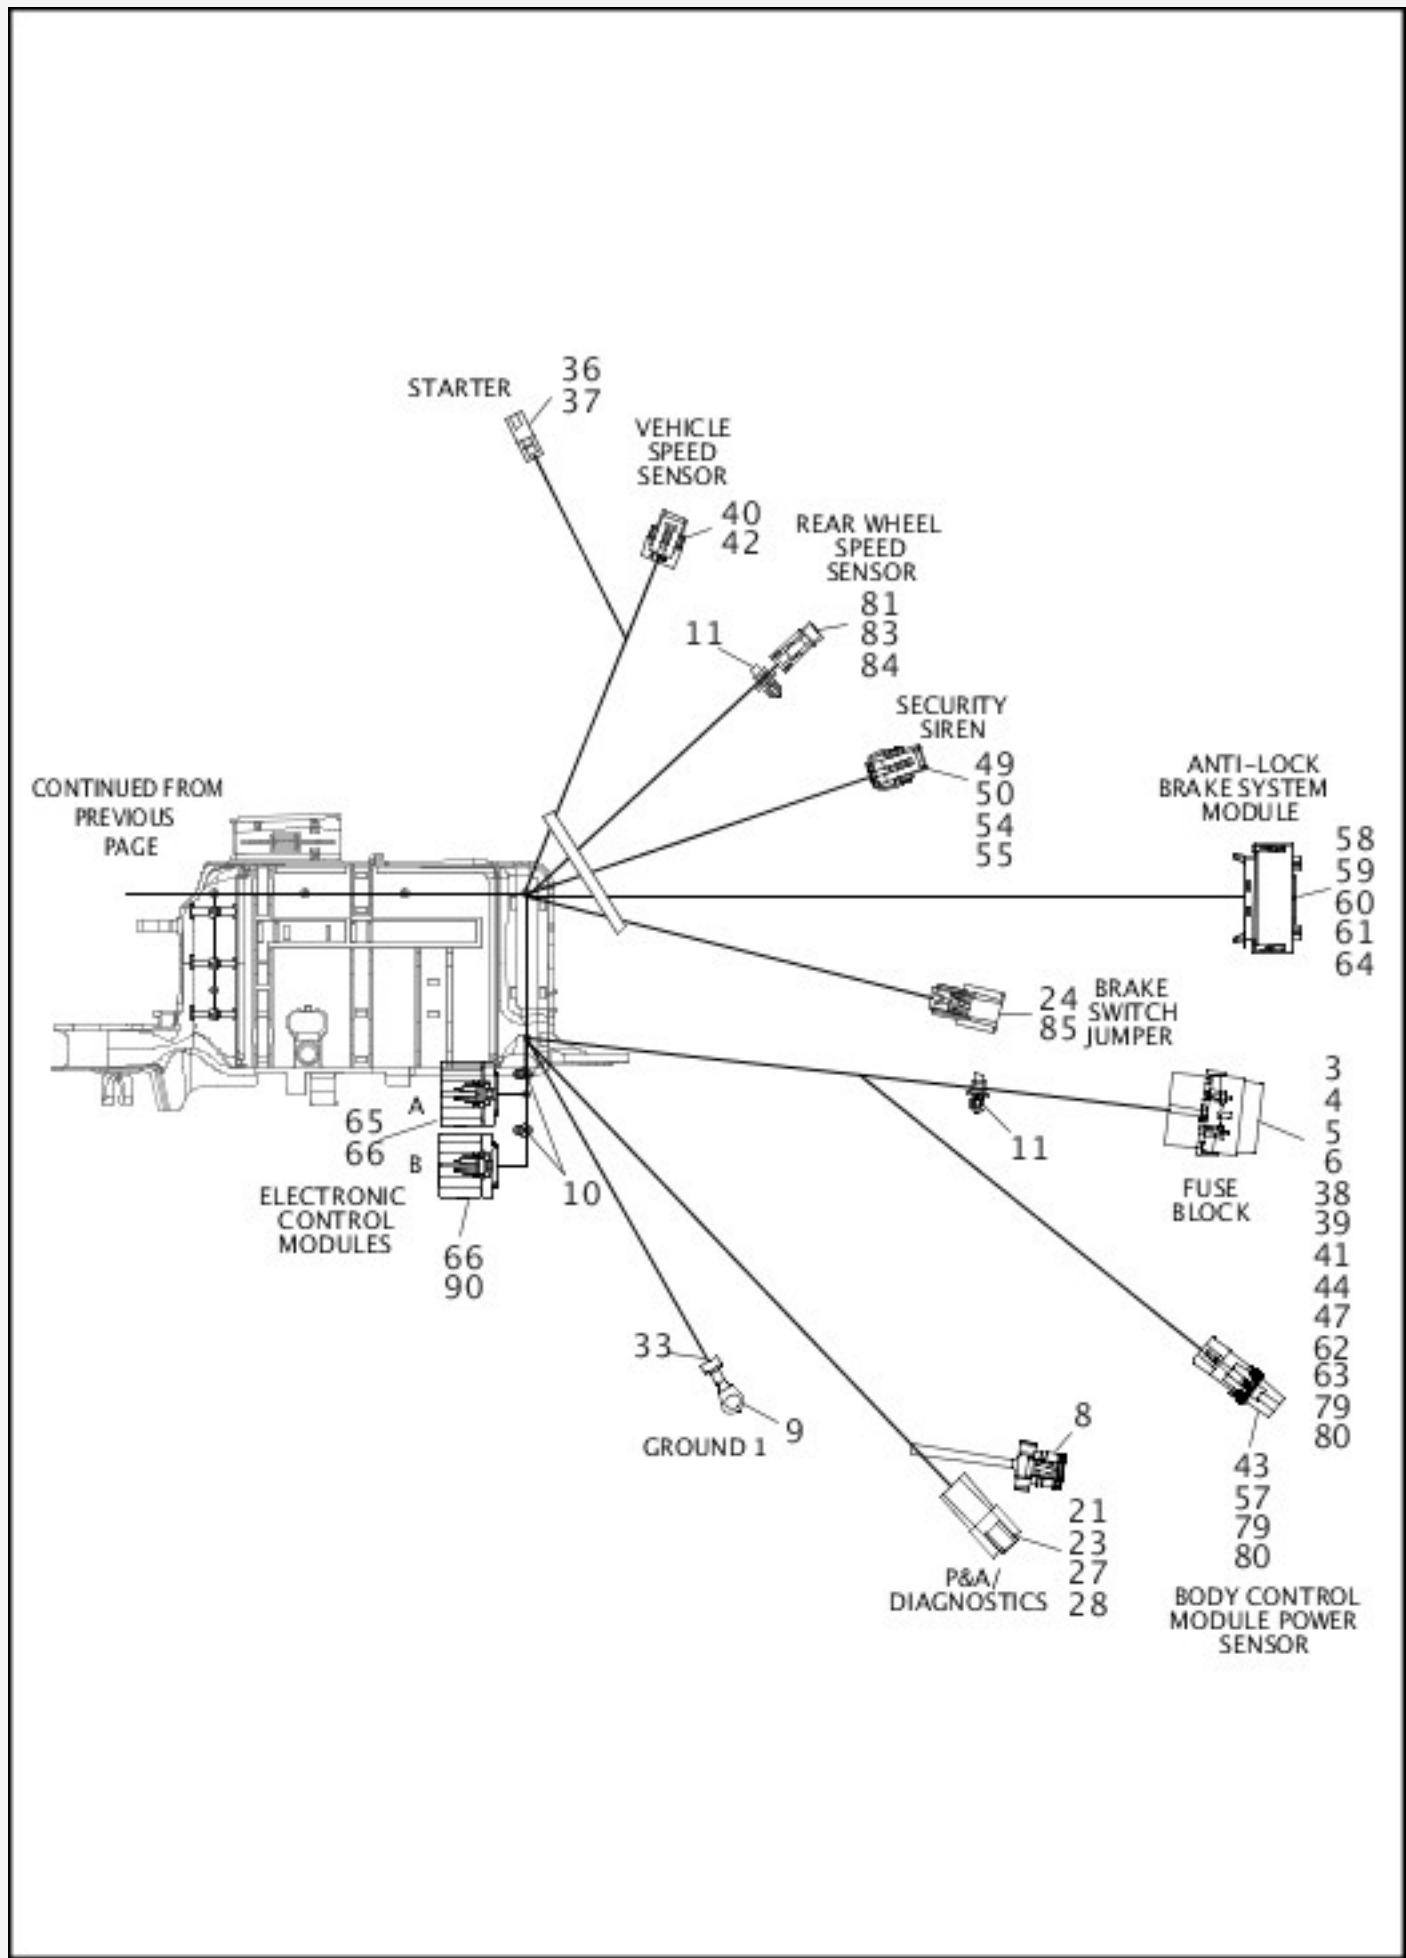 STARTER
36
37
VEHICLE
SPEED
SENSOR
40
42
REAR WHEEL
SPEED
SENSOR
81
83
84
11
SECURITY
SIREN
49
50
54
55
CONTINUED FROM
PREVIOUS
PAGE
ANTI-LOCK
BRAKE SYSTEM
MODULE
58
59
60
61
64
24
85
BRAKE
SWITCH
JUMPER
3
4
5
6
38
39
41
44
47
62
63
79
80
FUSE
BLOCK
11
65
66
A
B
10
ELECTRONIC
CONTROL
MODULES
66
90
33
9
GROUND 1
8
21
23
27
28
P&A/
DIAGNOSTICS
43
57
79
80
BODY CONTROL
MODULE POWER
SENSOR